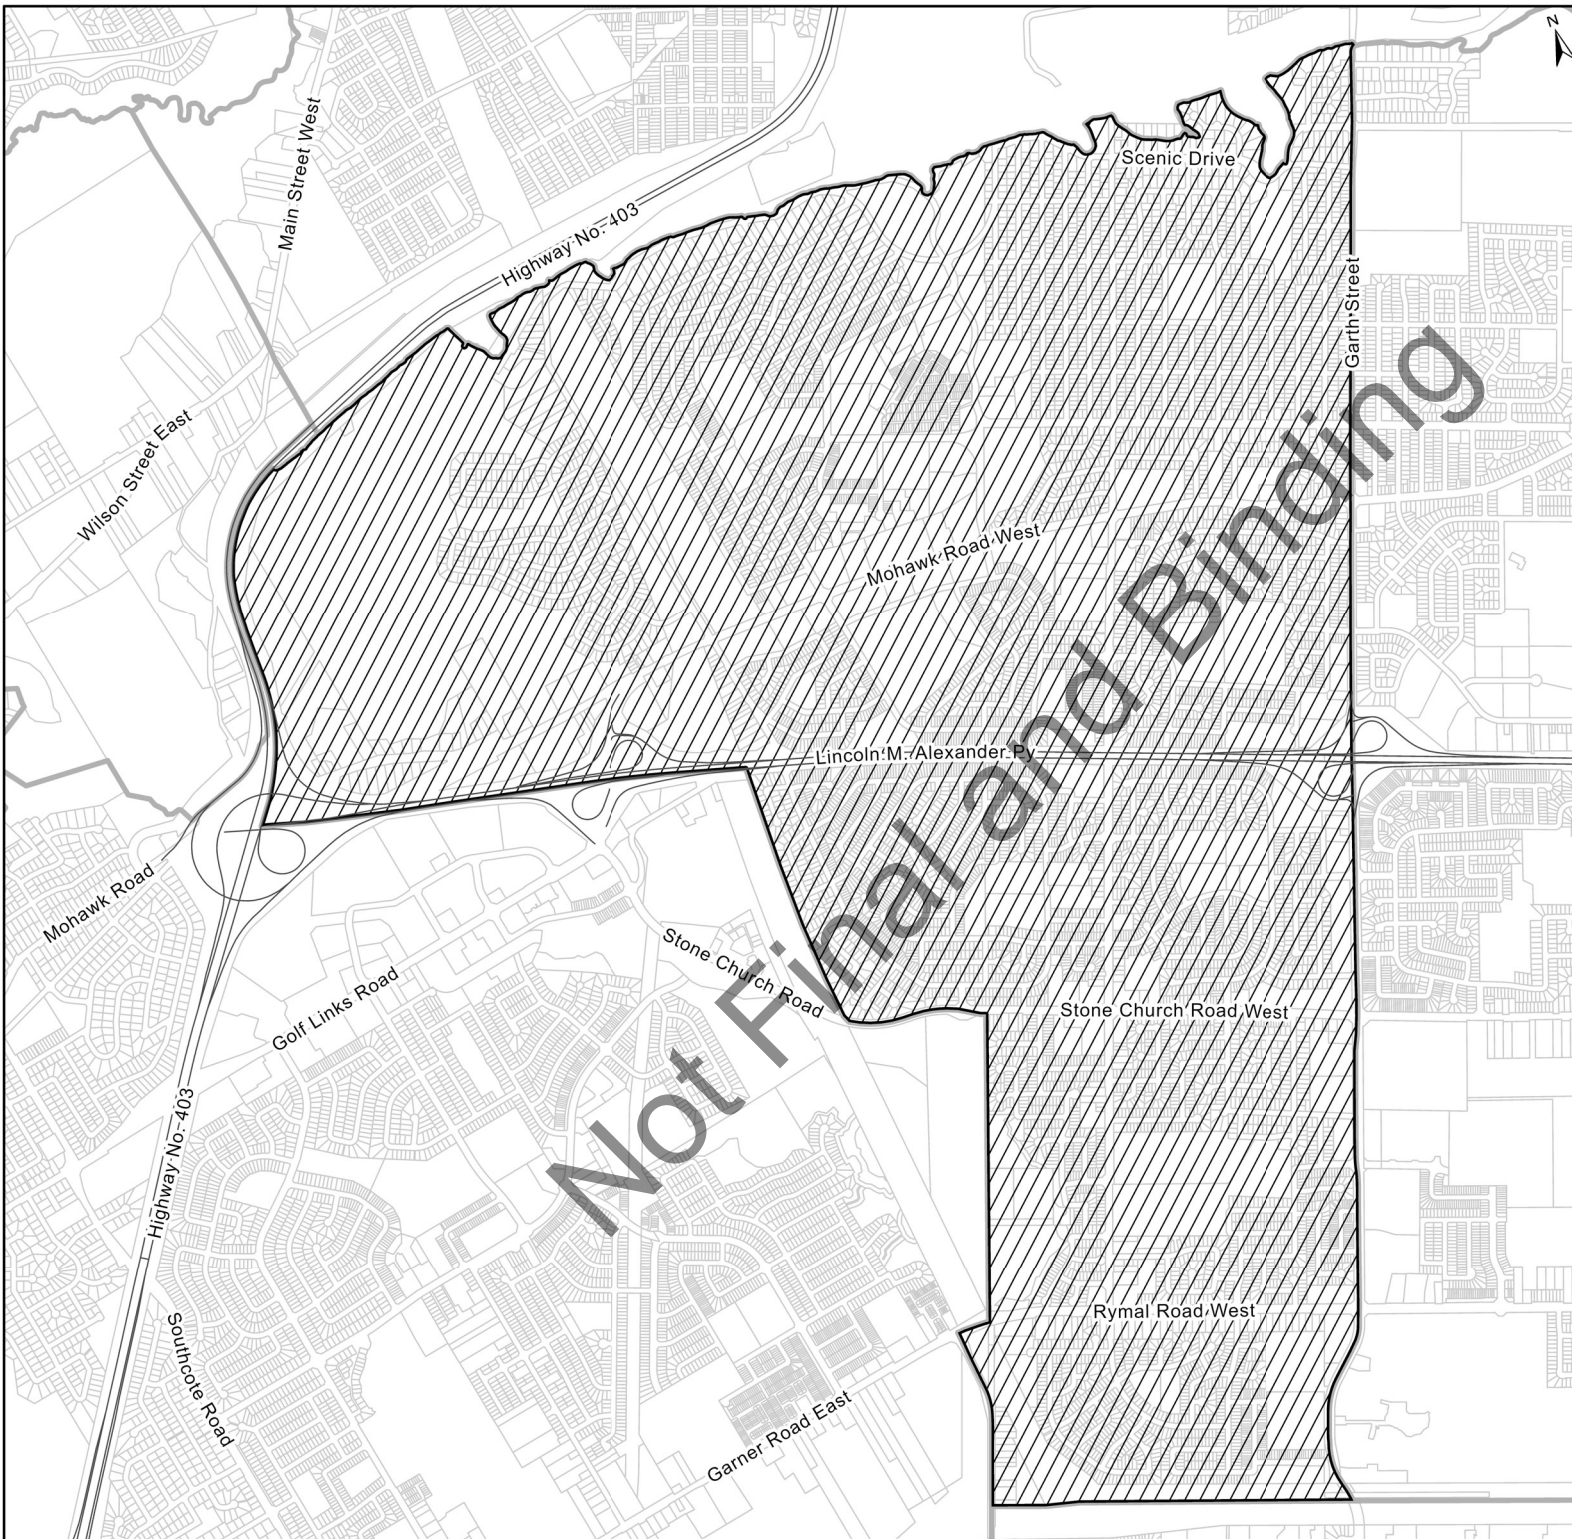 N
Main Street West
Scenic Drive
Highway No. 403
Garth Street
Wilson Street East
Mohawk Road West
Lincoln M. Alexander Py
Mohawk Road
Stone Church Road
Golf Links Road
Stone Church Road West
Highway No. 403
Rymal Road West
Southcote Road
Garner Road East
Not Final and Binding